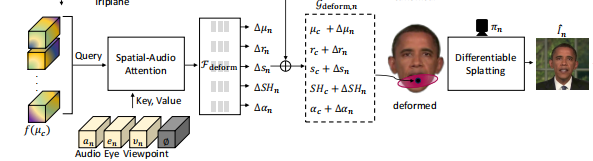 Triplane
𝒢deform,n
Query
Spatial-Audio
Attention
ℱdeform
Δμn
Δrn
Δsn
ΔSHn
Δαn
μc + Δμn
rc + Δrn
sc + Δsn
SHc + ΔSHn
αc + Δαn
deformed
πn
Differentiable
Splatting
În
f(μc)
Key, Value
an en υn ∅
Audio Eye Viewpoint